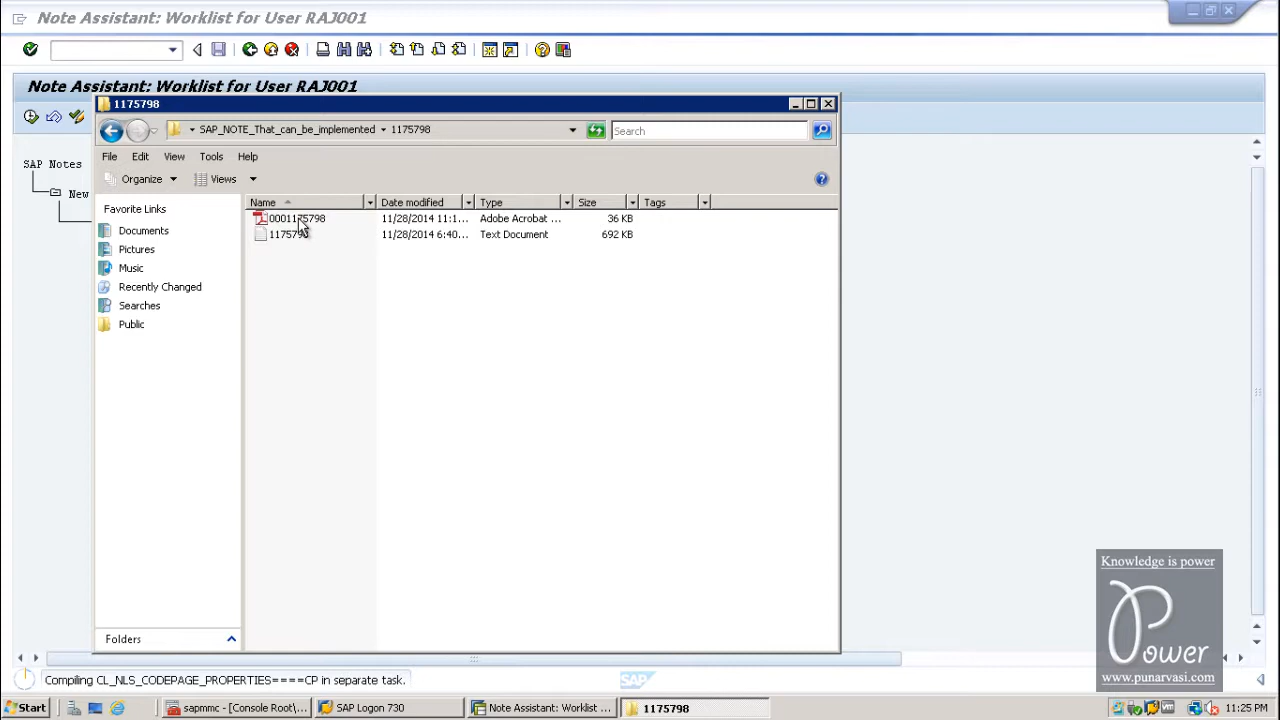 Note Assistant: Worklist for User RAJ001
Note Assistant: Worklist for User RAJ001
1175798
SAP_NOTE_That_can_be_implemented 1175798
Search
File Edit View Tools Help
Organize Views
SAP Notes
New
Favorite Links
Documents
Pictures
Music
Recently Changed
Searches
Public
Folders
Name Date modified Type Size Tags
0001175798 11/28/2014 11:1... Adobe Acrobat ... 36 KB
1175798 11/28/2014 6:40... Text Document 692 KB
Knowledge is power
Power
www.punarvasi.com
Compiling CL_NLS_CODEPAGE_PROPERTIES====CP in separate task.
SAP
Start sapmmc - [Console Root\... SAP Logon 730 Note Assistant: Worklist ... 1175798 11:25 PM